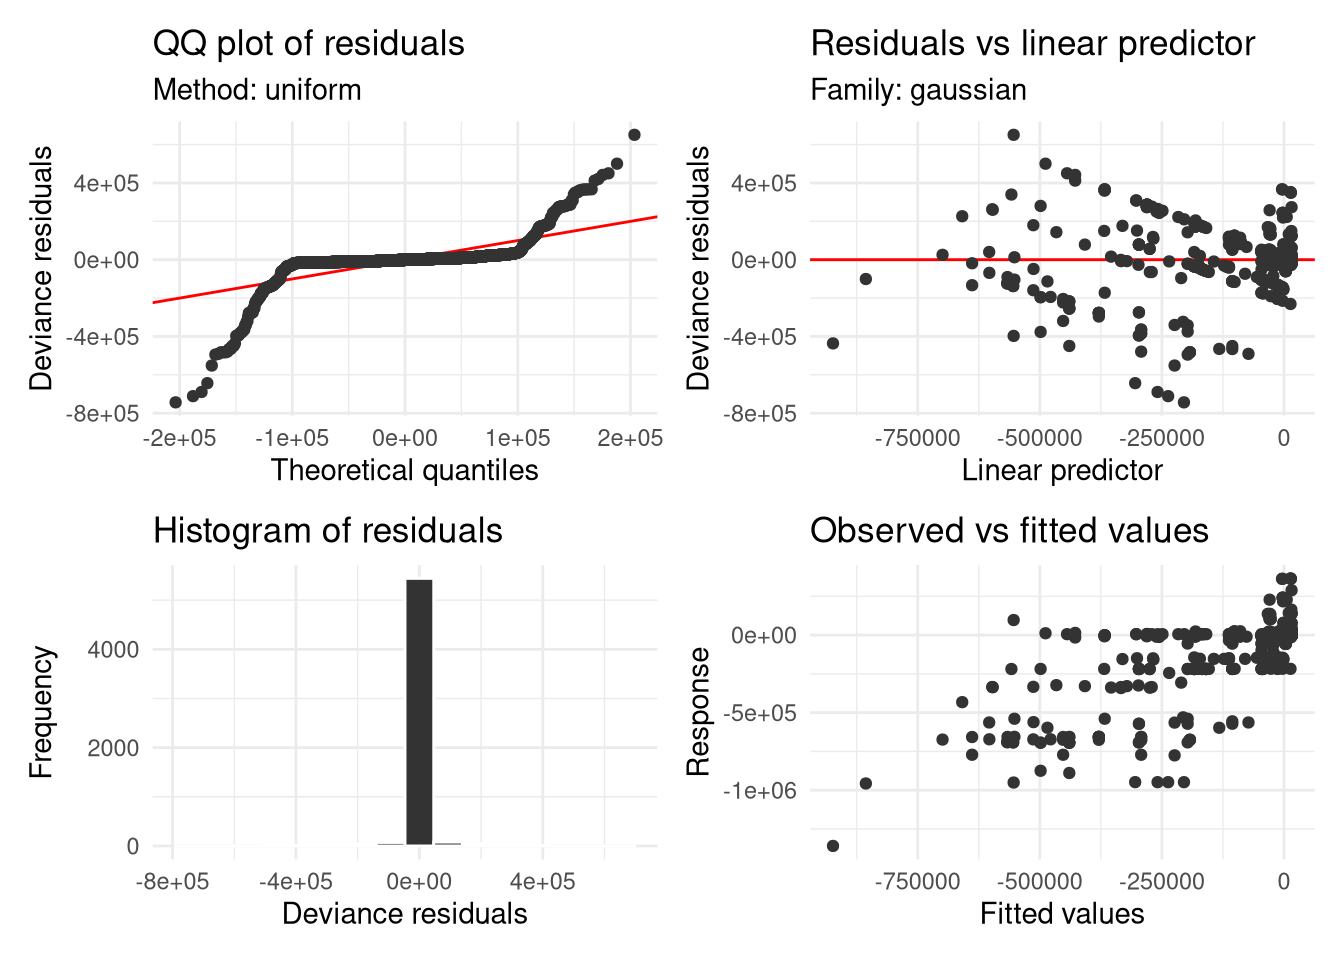 QQ plot of residuals
Method: uniform
Deviance residuals
4e+05
0e+00
-4e+05
-8e+05
-2e+05 -1e+05 0e+00 1e+05 2e+05
Theoretical quantiles
Residuals vs linear predictor
Family: gaussian
Deviance residuals
4e+05
0e+00
-4e+05
-8e+05
-750000 -500000 -250000 0
Linear predictor
Histogram of residuals
Frequency
4000
2000
0
-8e+05 -4e+05 0e+00 4e+05
Deviance residuals
Observed vs fitted values
Response
0e+00
-5e+05
-1e+06
-750000 -500000 -250000 0
Fitted values